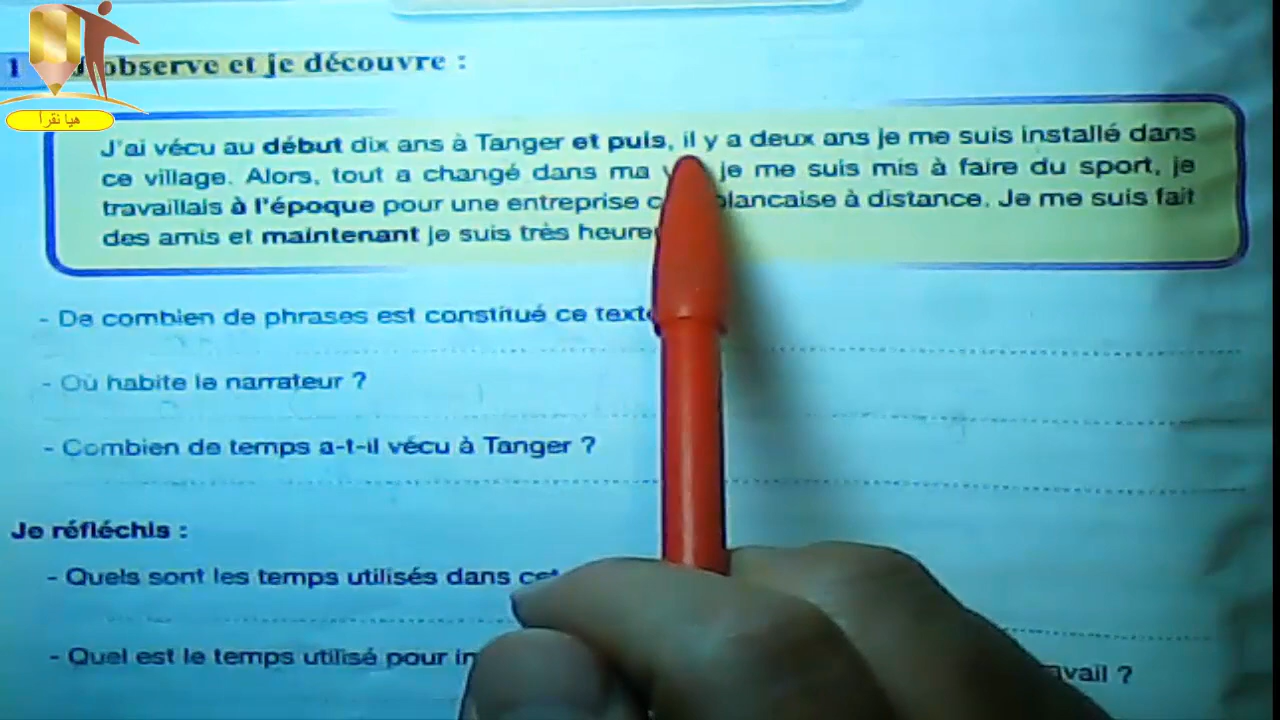 هيا نقرأ
1 observe et je découvre :
J'ai vécu au début dix ans à Tanger et puis, il y a deux ans je me suis installé dans
ce village. Alors, tout a changé dans ma je me suis mis à faire du sport, je
travaillais à l'époque pour une entreprise à distance. Je me suis fait
des amis et maintenant je suis très
- De combien de phrases est constitué ce texte
- Où habite le narrateur ?
- Combien de temps a-t-il vécu à Tanger ?
Je réfléchis :
- Quels sont les temps utilisés dans
- Quel est le temps utilisé pour ?